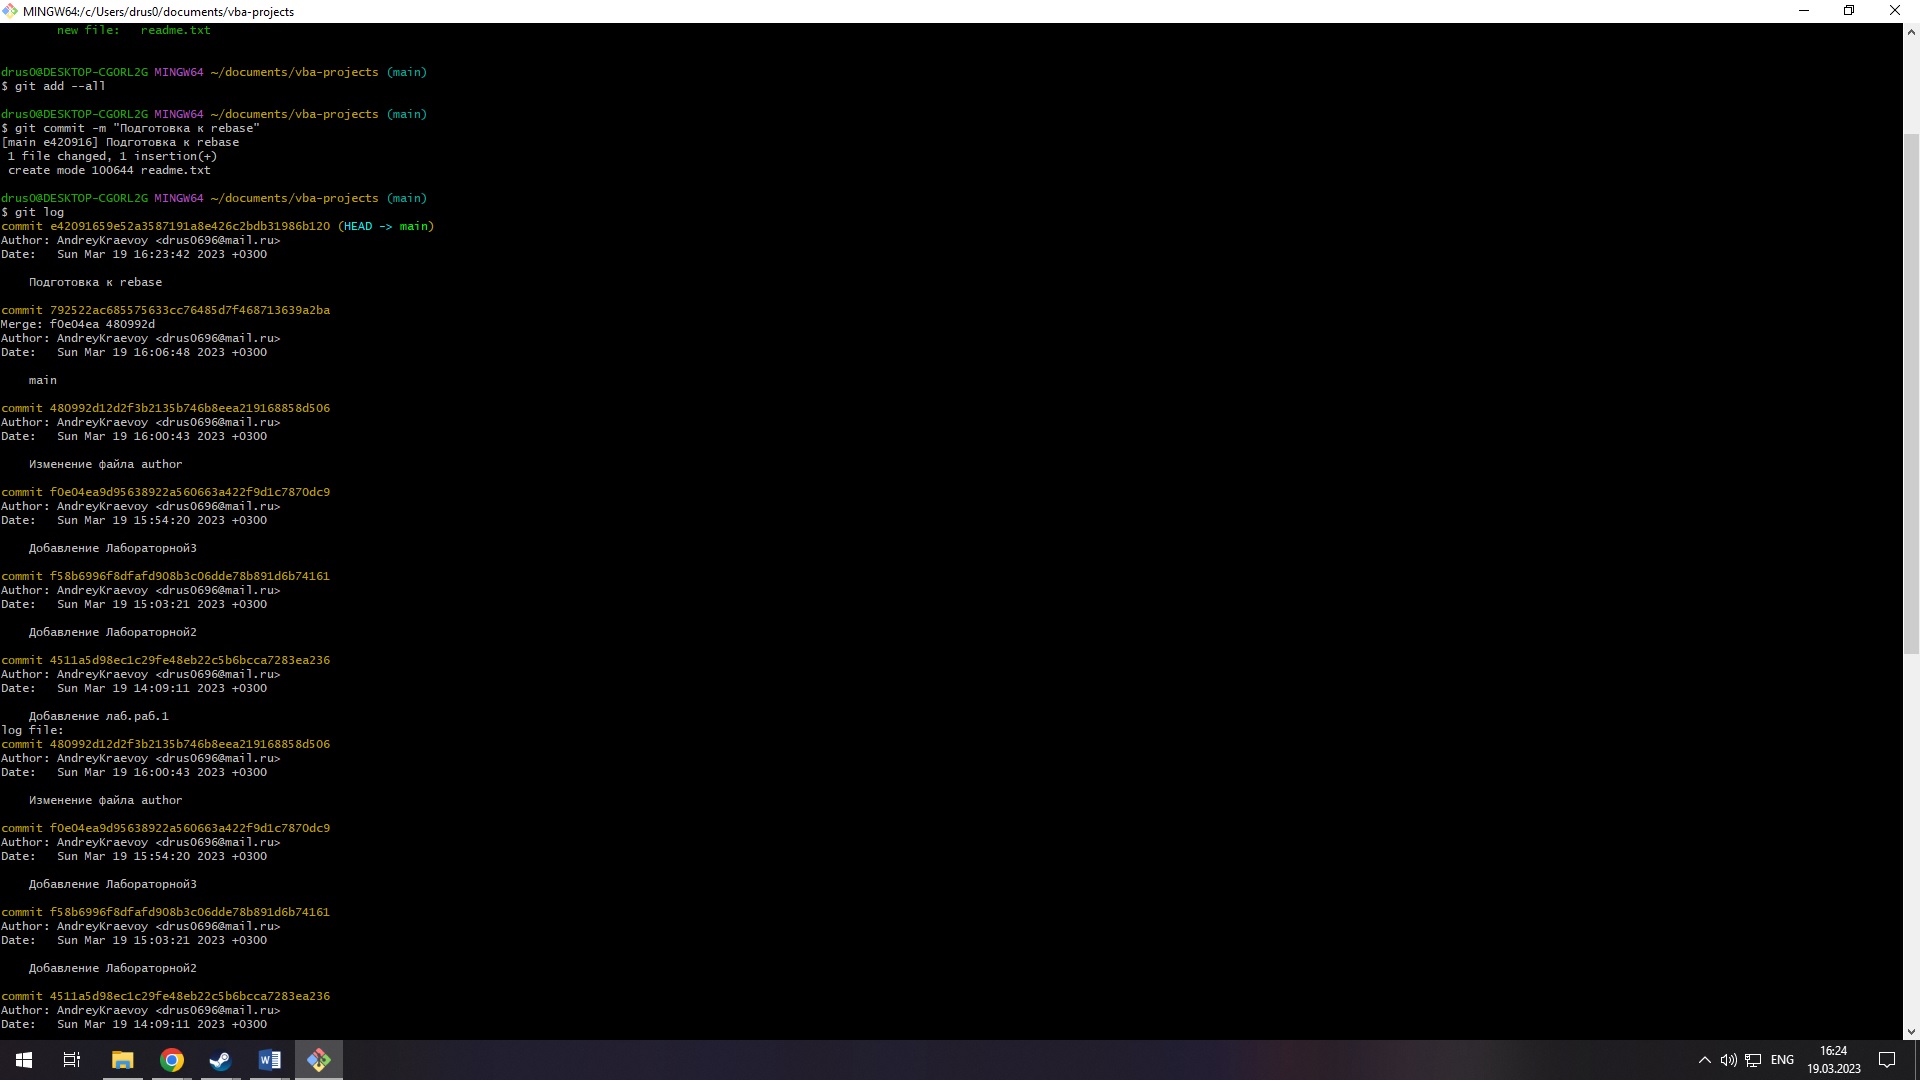 MINGW64:/c/Users/drus0/documents/vba-projects
new file:   readme.txt
drus0@DESKTOP-CGORL2G MINGW64 ~/documents/vba-projects (main)
$ git add --all
drus0@DESKTOP-CGORL2G MINGW64 ~/documents/vba-projects (main)
$ git commit -m "Подготовка к rebase"
[main e420916] Подготовка к rebase
1 file changed, 1 insertion(+)
create mode 100644 readme.txt
drus0@DESKTOP-CGORL2G MINGW64 ~/documents/vba-projects (main)
$ git log
commit e42091659e52a3587191a8e426c2bdb31986b120 (HEAD -> main)
Author: AndreyKraevoy <drus0696@mail.ru>
Date:   Sun Mar 19 16:23:42 2023 +0300
Подготовка к rebase
commit 792522ac685575633cc76485d7f468713639a2ba
Merge: f0e04ea 480992d
Author: AndreyKraevoy <drus0696@mail.ru>
Date:   Sun Mar 19 16:06:48 2023 +0300
main
commit 480992d12d2f3b2135b746b8eea219168858d506
Author: AndreyKraevoy <drus0696@mail.ru>
Date:   Sun Mar 19 16:00:43 2023 +0300
Изменение файла author
commit f0e04ea9d95638922a560663a422f9d1c7870dc9
Author: AndreyKraevoy <drus0696@mail.ru>
Date:   Sun Mar 19 15:54:20 2023 +0300
Добавление Лабораторной3
commit f58b6996f8dfafd908b3c06dde78b891d6b74161
Author: AndreyKraevoy <drus0696@mail.ru>
Date:   Sun Mar 19 15:03:21 2023 +0300
Добавление Лабораторной2
commit 4511a5d98ec1c29fe48eb22c5b6bcca7283ea236
Author: AndreyKraevoy <drus0696@mail.ru>
Date:   Sun Mar 19 14:09:11 2023 +0300
Добавление лаб.раб.1
log file:
commit 480992d12d2f3b2135b746b8eea219168858d506
Author: AndreyKraevoy <drus0696@mail.ru>
Date:   Sun Mar 19 16:00:43 2023 +0300
Изменение файла author
commit f0e04ea9d95638922a560663a422f9d1c7870dc9
Author: AndreyKraevoy <drus0696@mail.ru>
Date:   Sun Mar 19 15:54:20 2023 +0300
Добавление Лабораторной3
commit f58b6996f8dfafd908b3c06dde78b891d6b74161
Author: AndreyKraevoy <drus0696@mail.ru>
Date:   Sun Mar 19 15:03:21 2023 +0300
Добавление Лабораторной2
commit 4511a5d98ec1c29fe48eb22c5b6bcca7283ea236
Author: AndreyKraevoy <drus0696@mail.ru>
Date:   Sun Mar 19 14:09:11 2023 +0300
ENG
16:24
19.03.2023